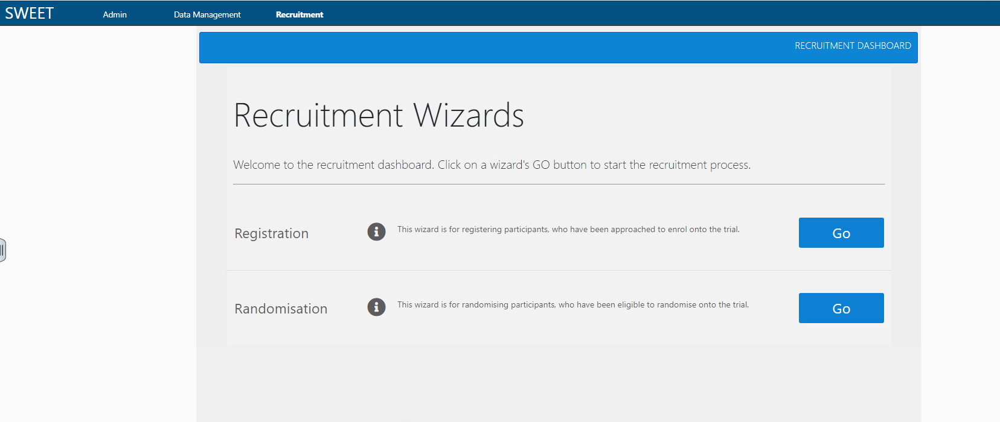 SWEET Admin Data Management Recruitment
RECRUITMENT DASHBOARD
Recruitment Wizards
Welcome to the recruitment dashboard. Click on a wizard's GO button to start the recruitment process.
Registration This wizard is for registering participants, who have been approached to enrol onto the trial. Go
Randomisation This wizard is for randomising participants, who have been eligible to randomise onto the trial. Go